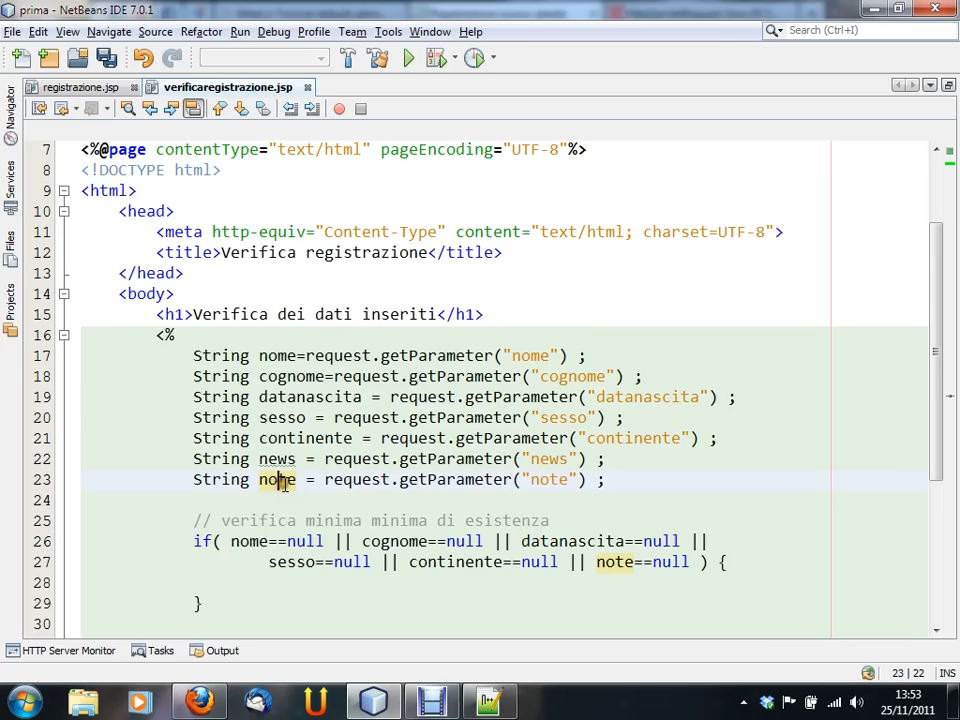 prima - NetBeans IDE 7.0.1
File Edit View Navigate Source Refactor Run Debug Profile Team Tools Window Help
Search (Ctrl+I)
registrazione.jsp verificaregistrazione.jsp
Navigator
Services
Files
Projects
7 <%@page contentType="text/html" pageEncoding="UTF-8"%>
8 <!DOCTYPE html>
9 <html>
10 <head>
11 <meta http-equiv="Content-Type" content="text/html; charset=UTF-8">
12 <title>Verifica registrazione</title>
13 </head>
14 <body>
15 <h1>Verifica dei dati inseriti</h1>
16 <%
17 String nome=request.getParameter("nome") ;
18 String cognome=request.getParameter("cognome") ;
19 String datanascita = request.getParameter("datanascita") ;
20 String sesso = request.getParameter("sesso") ;
21 String continente = request.getParameter("continente") ;
22 String news = request.getParameter("news") ;
23 String note = request.getParameter("note") ;
24
25 // verifica minima minima di esistenza
26 if( nome==null || cognome==null || datanascita==null ||
27 sesso==null || continente==null || note==null ) {
28
29 }
30
HTTP Server Monitor Tasks Output
23 | 22 INS
13:53
25/11/2011